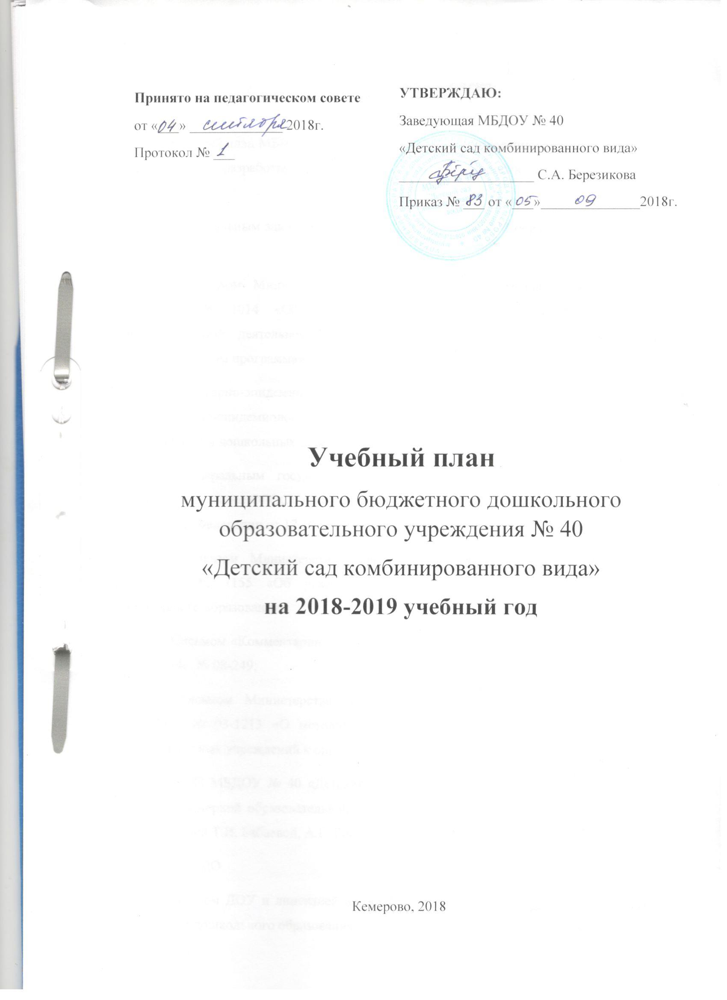 Принято на педагогическом совете
от «04» сентября 2018г.
Протокол № 1
УТВЕРЖДАЮ:
Заведующая МБДОУ № 40
«Детский сад комбинированного вида»
С.А. Березикова
Приказ № 83 от «05» 09 2018г.
Учебный план
муниципального бюджетного дошкольного
образовательного учреждения № 40
«Детский сад комбинированного вида»
на 2018-2019 учебный год
Кемерово, 2018